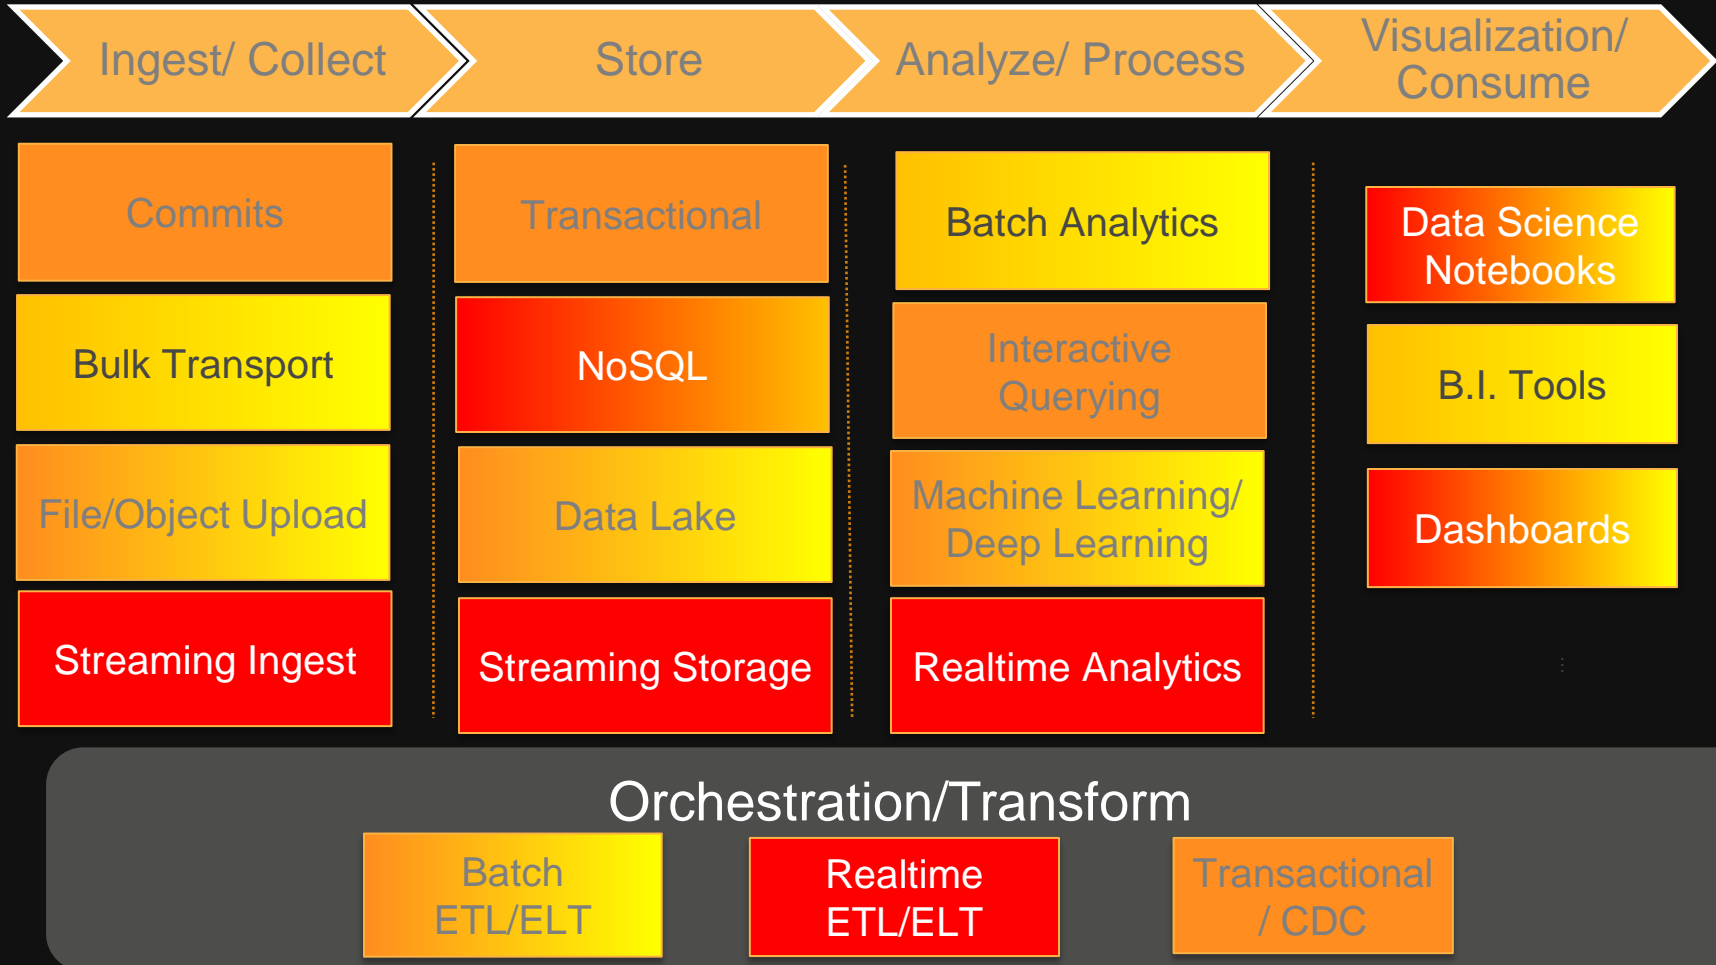 Ingest/ Collect
Store
Analyze/ Process
Visualization/
Consume
Commits
Bulk Transport
File/Object Upload
Streaming Ingest
Transactional
NoSQL
Data Lake
Streaming Storage
Batch Analytics
Interactive
Querying
Machine Learning/
Deep Learning
Realtime Analytics
Data Science
Notebooks
B.I. Tools
Dashboards
Orchestration/Transform
Batch
ETL/ELT
Realtime
ETL/ELT
Transactional
/ CDC